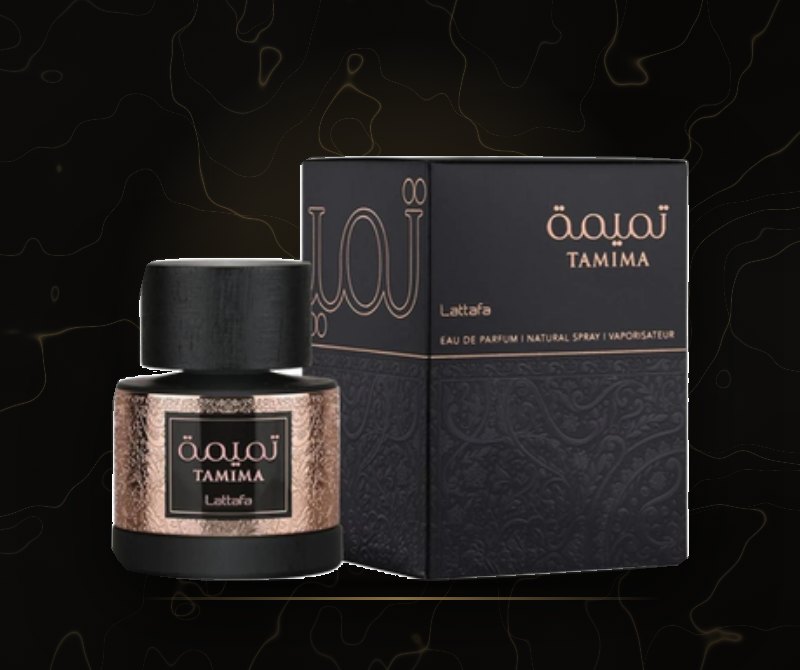 تميمة
TAMIMA
Lattafa
EAU DE PARFUM I NATURAL SPRAY I VAPORISATEUR
تميمة
TAMIMA
Lattafa